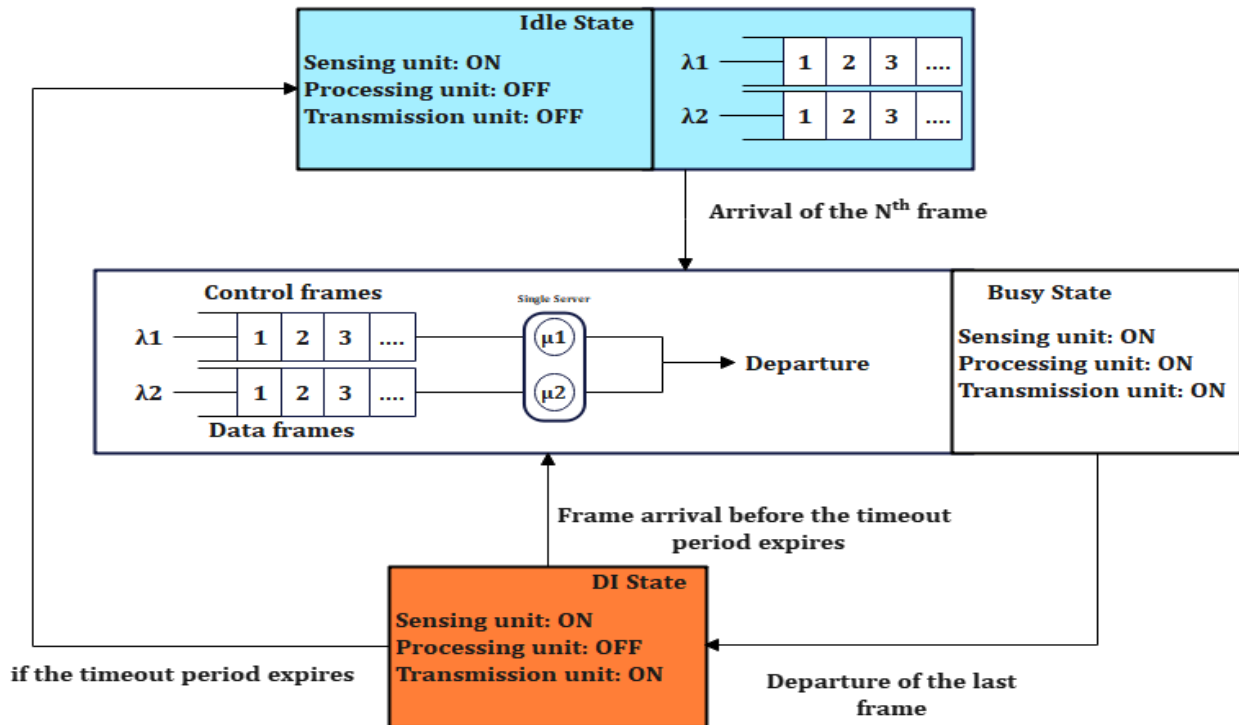 Idle State
Sensing unit: ON
Processing unit: OFF
Transmission unit: OFF
λ1 1 2 3 ....
λ2 1 2 3 ....
Arrival of the Nth frame
Control frames
Single Server
λ1 1 2 3 .... μ1
Departure
λ2 1 2 3 .... μ2
Data frames
Busy State
Sensing unit: ON
Processing unit: ON
Transmission unit: ON
Frame arrival before the timeout
period expires
DI State
Sensing unit: ON
Processing unit: OFF
Transmission unit: ON
if the timeout period expires
Departure of the last
frame